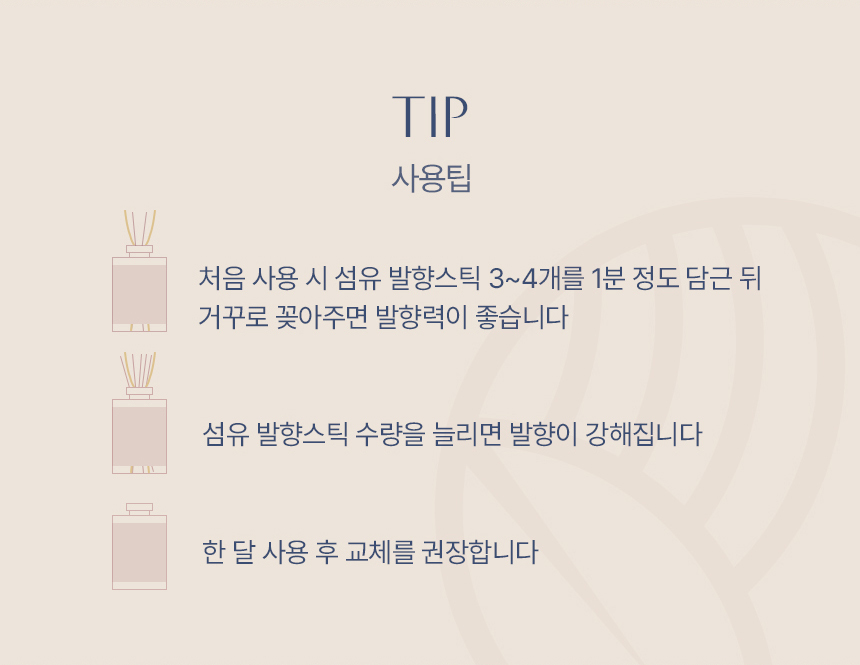 TIP
사용팁
처음 사용 시 섬유 발향스틱 3~4개를 1분 정도 담근 뒤
거꾸로 꽂아주면 발향력이 좋습니다
섬유 발향스틱 수량을 늘리면 발향이 강해집니다
한 달 사용 후 교체를 권장합니다